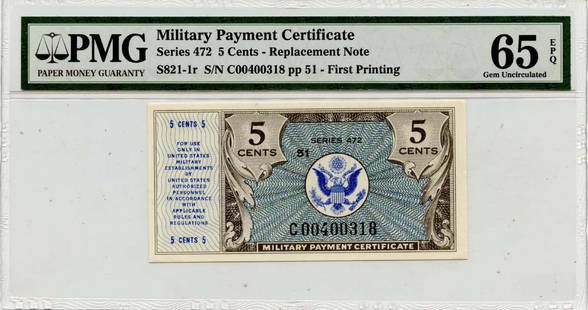 PMG
PAPER MONEY GUARANTY
Military Payment Certificate
Series 472 5 Cents - Replacement Note
S821-1r S/N C00400318 pp 51 - First Printing
65 EPQ
Gem Uncirculated
5 CENTS 5
FOR USE
ONLY IN
UNITED STATES
MILITARY
ESTABLISHMENTS
BY
UNITED STATES
AUTHORIZED
PERSONNEL
IN ACCORDANCE
WITH
APPLICABLE
RULES AND
REGULATIONS
5 CENTS 5
5
CENTS
SERIES 472
51
5
CENTS
C00400318
MILITARY PAYMENT CERTIFICATE